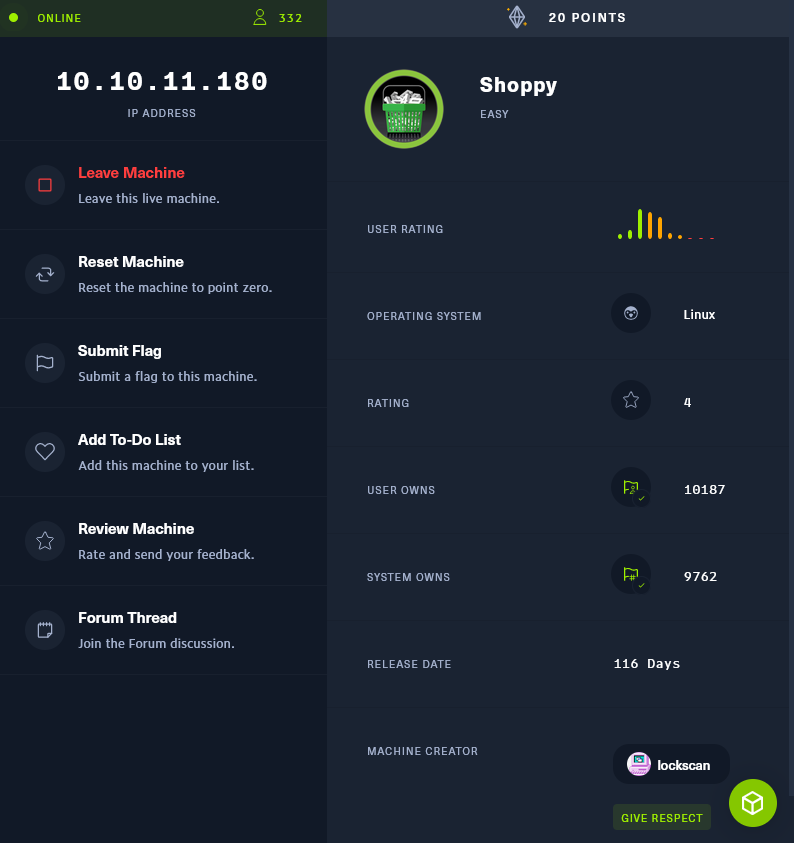 ONLINE
332
10.10.11.180
IP ADDRESS
Leave Machine
Leave this live machine.
Reset Machine
Reset the machine to point zero.
Submit Flag
Submit a flag to this machine.
Add To-Do List
Add this machine to your list.
Review Machine
Rate and send your feedback.
Forum Thread
Join the Forum discussion.
20 POINTS
Shoppy
EASY
USER RATING
OPERATING SYSTEM
Linux
RATING
4
USER OWNS
10187
SYSTEM OWNS
9762
RELEASE DATE
116 Days
MACHINE CREATOR
lockscan
GIVE RESPECT